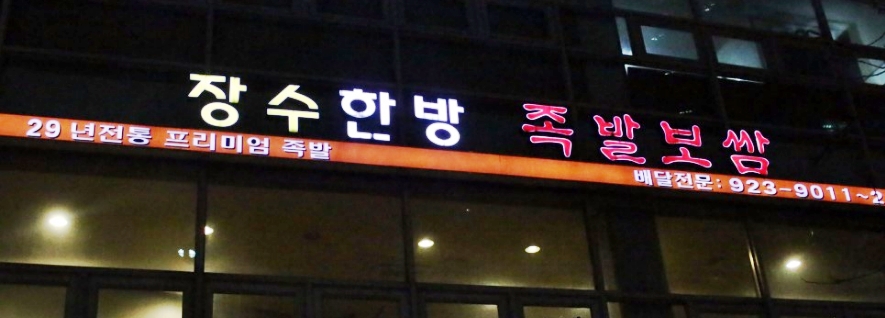 장수한방 족발보쌈
29년전통 프리미엄 족발
배달전문: 923-9011~2